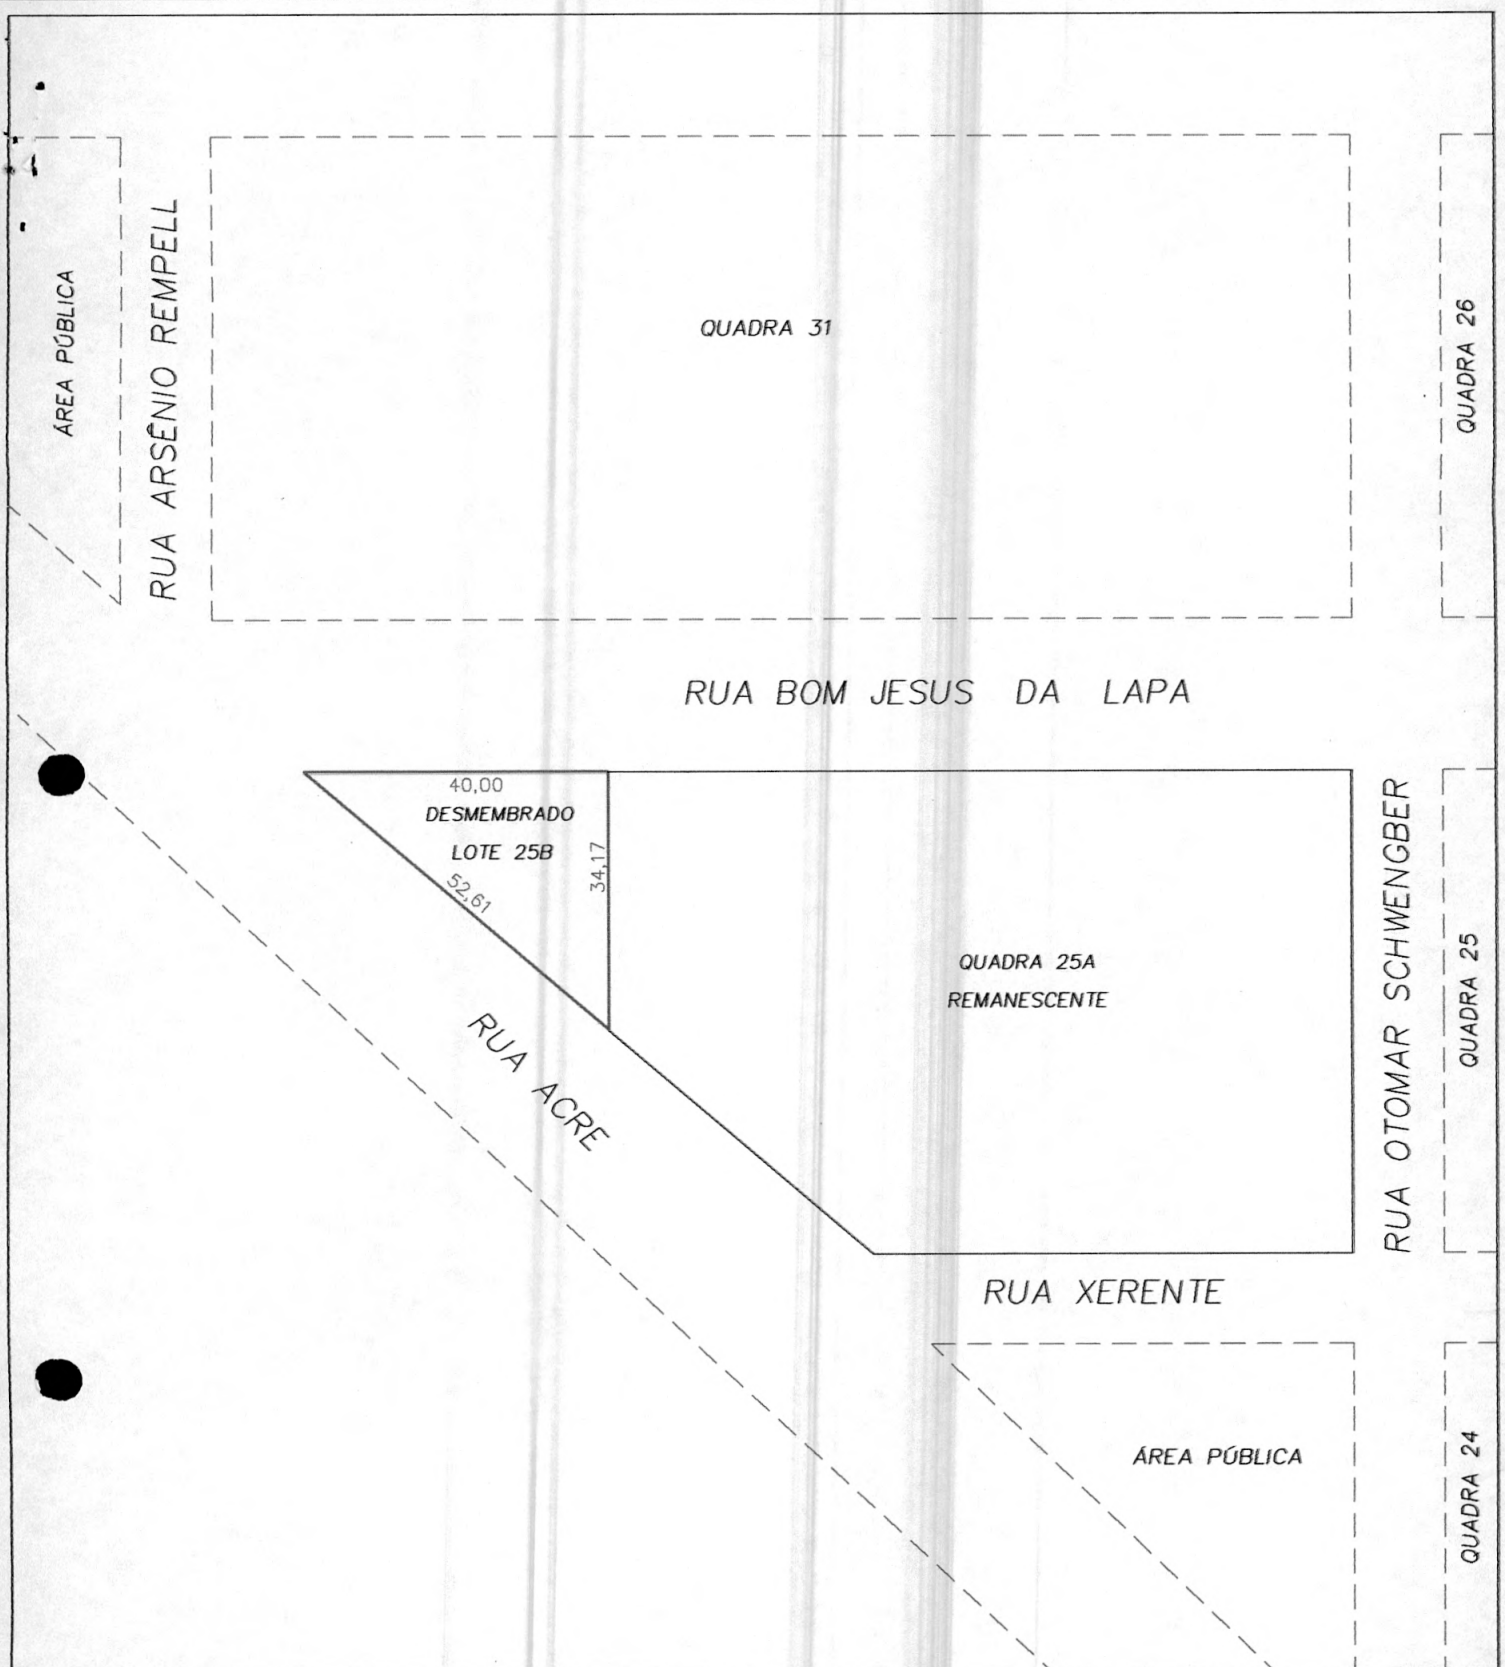 ÁREA PÚBLICA
RUA ARSÊNIO REMPELL
QUADRA 31
QUADRA 26
RUA BOM JESUS DA LAPA
40,00
DESMEMBRADO
LOTE 25B
34,17
52,61
QUADRA 25A
REMANESCENTE
RUA OTOMAR SCHWENGBER
QUADRA 25
RUA ACRE
RUA XERENTE
ÁREA PÚBLICA
QUADRA 24